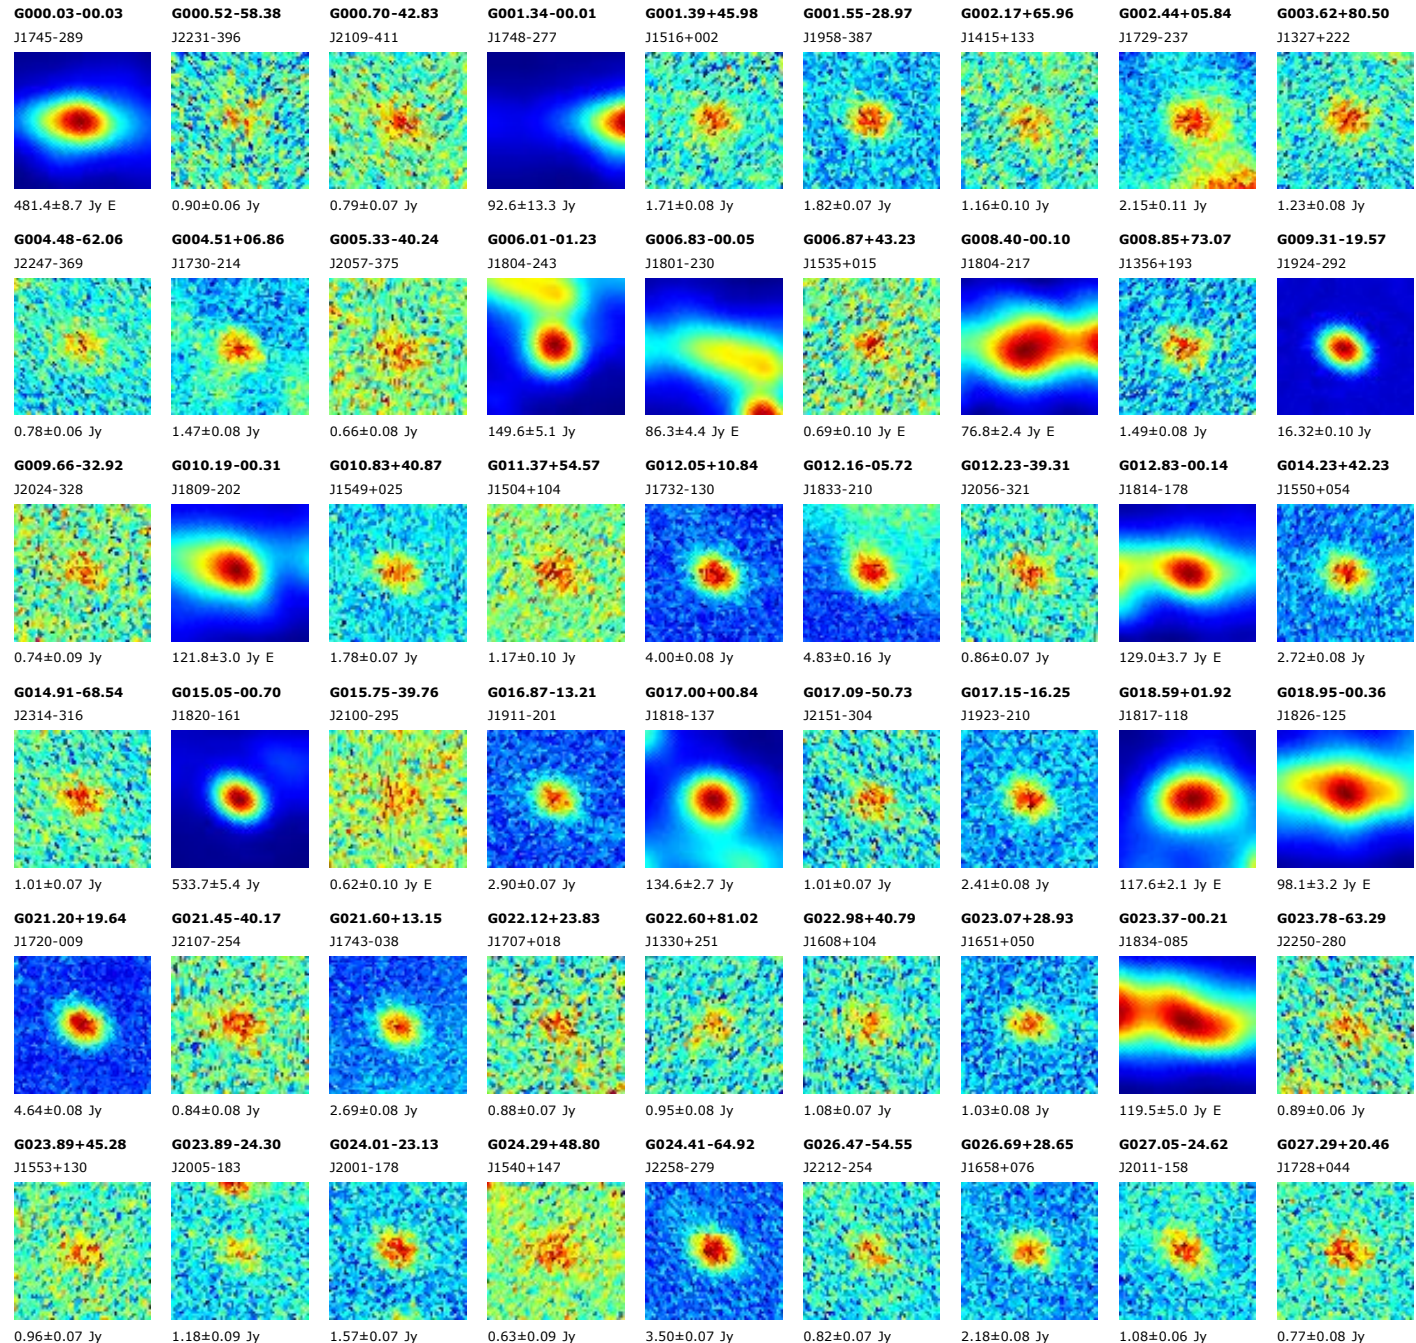 G000.03-00.03 G000.52-58.38 G000.70-42.83 G001.34-00.01 G001.39+45.98 G001.55-28.97 G002.17+65.96 G002.44+05.84 G003.62+80.50
J1745-289 J2231-396 J2109-411 J1748-277 J1516+002 J1958-387 J1415+133 J1729-237 J1327+222
481.4±8.7 Jy E 0.90±0.06 Jy 0.79±0.07 Jy 92.6±13.3 Jy 1.71±0.08 Jy 1.82±0.07 Jy 1.16±0.10 Jy 2.15±0.11 Jy 1.23±0.08 Jy
G004.48-62.06 G004.51+06.86 G005.33-40.24 G006.01-01.23 G006.83-00.05 G006.87+43.23 G008.40-00.10 G008.85+73.07 G009.31-19.57
J2247-369 J1730-214 J2057-375 J1804-243 J1801-230 J1535+015 J1804-217 J1356+193 J1924-292
0.78±0.06 Jy 1.47±0.08 Jy 0.66±0.08 Jy 149.6±5.1 Jy 86.3±4.4 Jy E 0.69±0.10 Jy E 76.8±2.4 Jy E 1.49±0.08 Jy 16.32±0.10 Jy
G009.66-32.92 G010.19-00.31 G010.83+40.87 G011.37+54.57 G012.05+10.84 G012.16-05.72 G012.23-39.31 G012.83-00.14 G014.23+42.23
J2024-328 J1809-202 J1549+025 J1504+104 J1732-130 J1833-210 J2056-321 J1814-178 J1550+054
0.74±0.09 Jy 121.8±3.0 Jy E 1.78±0.07 Jy 1.17±0.10 Jy 4.00±0.08 Jy 4.83±0.16 Jy 0.86±0.07 Jy 129.0±3.7 Jy E 2.72±0.08 Jy
G014.91-68.54 G015.05-00.70 G015.75-39.76 G016.87-13.21 G017.00+00.84 G017.09-50.73 G017.15-16.25 G018.59+01.92 G018.95-00.36
J2314-316 J1820-161 J2100-295 J1911-201 J1818-137 J2151-304 J1923-210 J1817-118 J1826-125
1.01±0.07 Jy 533.7±5.4 Jy 0.62±0.10 Jy E 2.90±0.07 Jy 134.6±2.7 Jy 1.01±0.07 Jy 2.41±0.08 Jy 117.6±2.1 Jy E 98.1±3.2 Jy E
G021.20+19.64 G021.45-40.17 G021.60+13.15 G022.12+23.83 G022.60+81.02 G022.98+40.79 G023.07+28.93 G023.37-00.21 G023.78-63.29
J1720-009 J2107-254 J1743-038 J1707+018 J1330+251 J1608+104 J1651+050 J1834-085 J2250-280
4.64±0.08 Jy 0.84±0.08 Jy 2.69±0.08 Jy 0.88±0.07 Jy 0.95±0.08 Jy 1.08±0.07 Jy 1.03±0.08 Jy 119.5±5.0 Jy E 0.89±0.06 Jy
G023.89+45.28 G023.89-24.30 G024.01-23.13 G024.29+48.80 G024.41-64.92 G026.47-54.55 G026.69+28.65 G027.05-24.62 G027.29+20.46
J1553+130 J2005-183 J2001-178 J1540+147 J2258-279 J2212-254 J1658+076 J2011-158 J1728+044
0.96±0.07 Jy 1.18±0.09 Jy 1.57±0.07 Jy 0.63±0.09 Jy 3.50±0.07 Jy 0.82±0.07 Jy 2.18±0.08 Jy 1.08±0.06 Jy 0.77±0.08 Jy